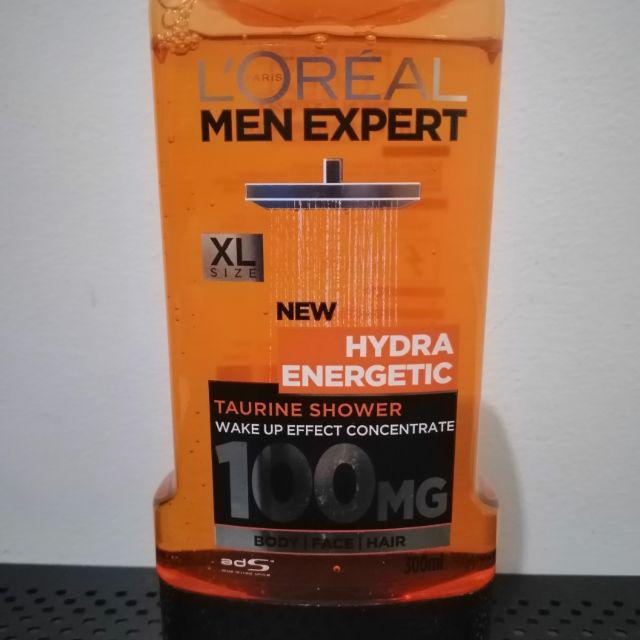 L'ORÉAL
PARIS
MEN EXPERT
XL
SIZE
NEW
HYDRA
ENERGETIC
TAURINE SHOWER
WAKE UP EFFECT CONCENTRATE
100MG
BODY | FACE | HAIR
adS
300ml